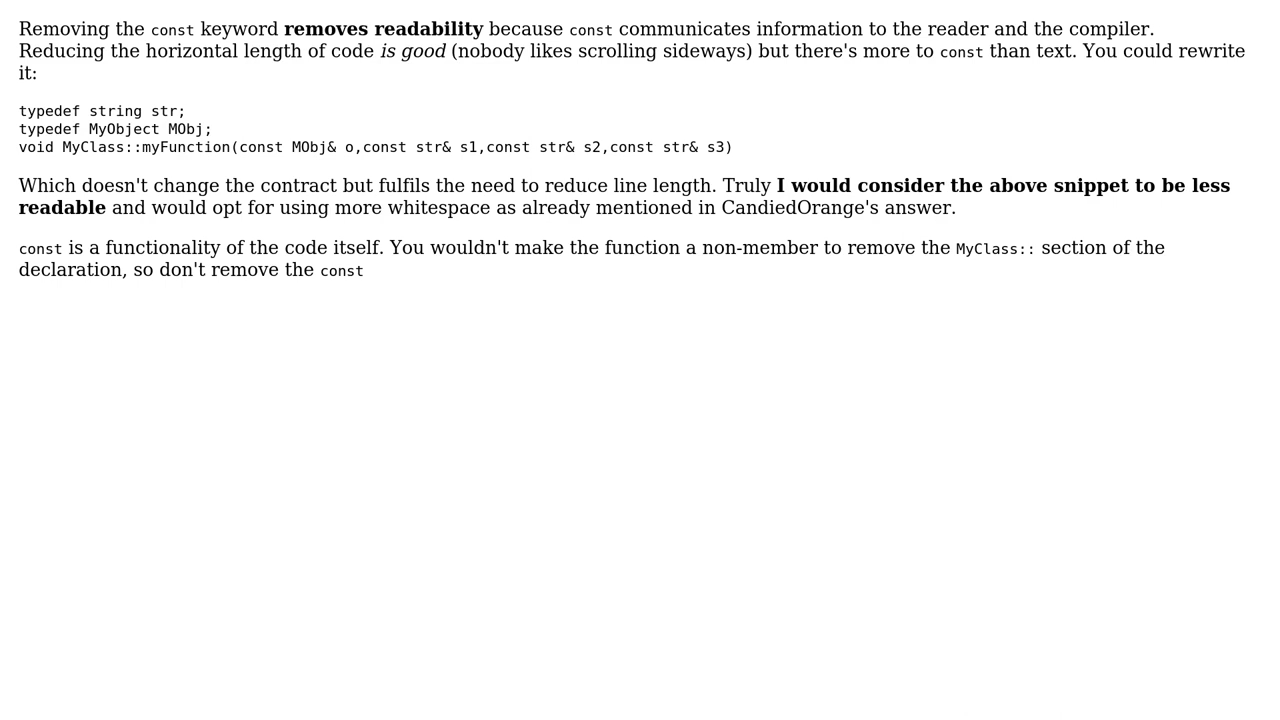 Removing the const keyword removes readability because const communicates information to the reader and the compiler.
Reducing the horizontal length of code is good (nobody likes scrolling sideways) but there's more to const than text. You could rewrite
it:
typedef string str;
typedef MyObject MObj;
void MyClass::myFunction(const MObj& o,const str& s1,const str& s2,const str& s3)
Which doesn't change the contract but fulfils the need to reduce line length. Truly I would consider the above snippet to be less
readable and would opt for using more whitespace as already mentioned in CandiedOrange's answer.
const is a functionality of the code itself. You wouldn't make the function a non-member to remove the MyClass:: section of the
declaration, so don't remove the const